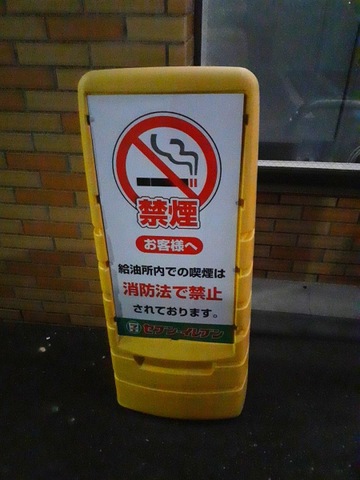 禁煙
お客様へ
給油所内での喫煙は
消防法で禁止
されております。
セブン-イレブン